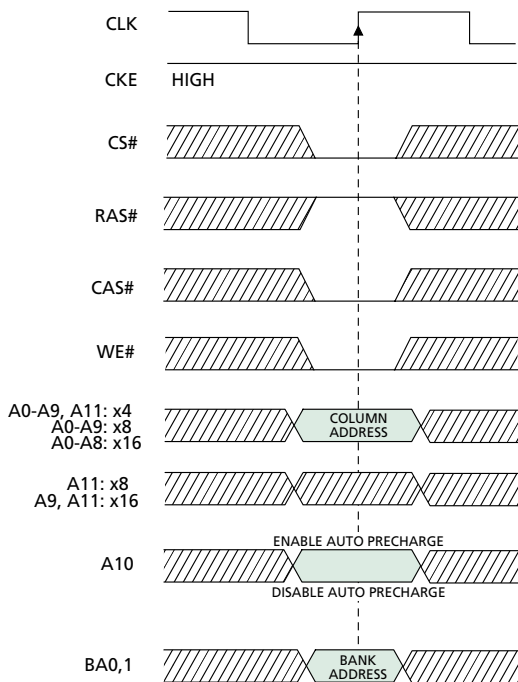 CLK
CKE HIGH
CS#
RAS#
CAS#
WE#
A0-A9, A11: x4
A0-A9: x8
A0-A8: x16
COLUMN
ADDRESS
A11: x8
A9, A11: x16
ENABLE AUTO PRECHARGE
A10
DISABLE AUTO PRECHARGE
BA0,1
BANK
ADDRESS